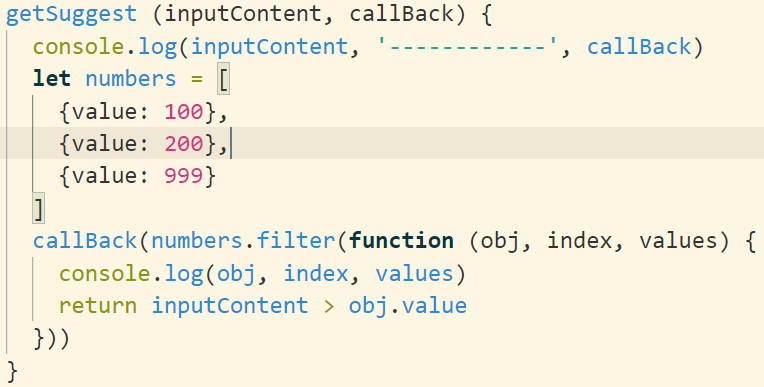 getSuggest (inputContent, callBack) {
  console.log(inputContent, '------------', callBack)
  let numbers = [
    {value: 100},
    {value: 200},
    {value: 999}
  ]
  callBack(numbers.filter(function (obj, index, values) {
    console.log(obj, index, values)
    return inputContent > obj.value
  }))
}